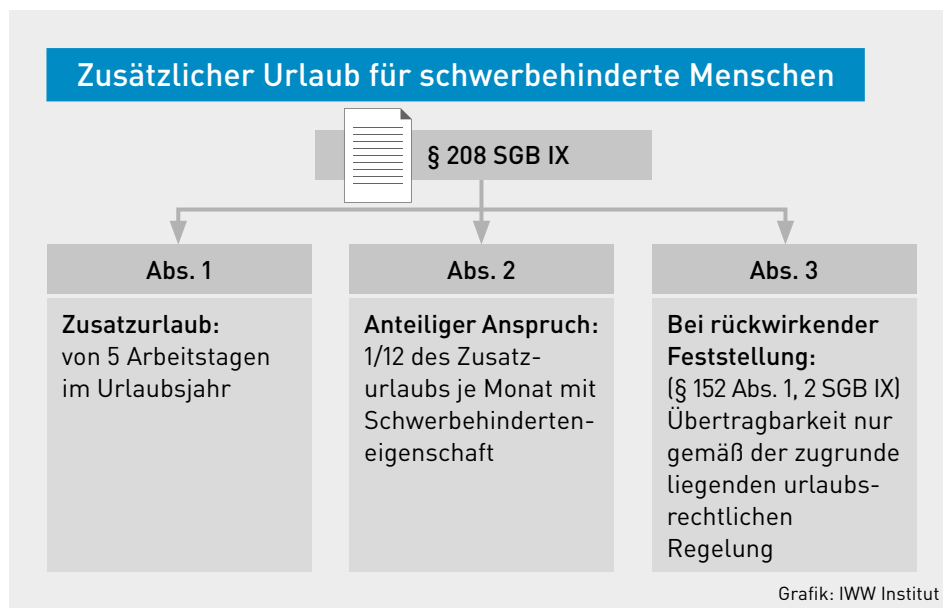 Zusätzlicher Urlaub für schwerbehinderte Menschen
§ 208 SGB IX
Abs. 1
Zusatzurlaub:
von 5 Arbeitstagen
im Urlaubsjahr
Abs. 2
Anteiliger Anspruch:
1/12 des Zusatz-
urlaubs je Monat mit
Schwerbehinderten-
eigenschaft
Abs. 3
Bei rückwirkender
Feststellung:
(§ 152 Abs. 1, 2 SGB IX)
Übertragbarkeit nur
gemäß der zugrunde
liegenden urlaubs-
rechtlichen
Regelung
Grafik: IWW Institut